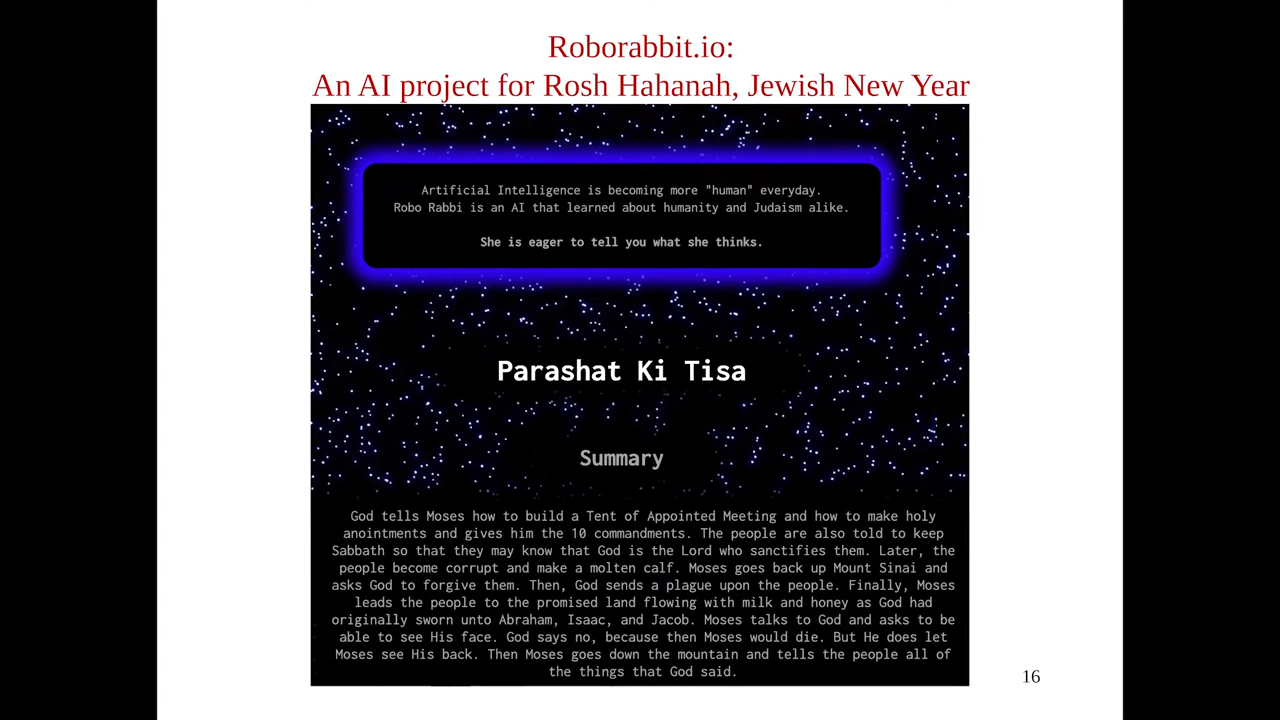 Roborabbit.io:
An AI project for Rosh Hahanah, Jewish New Year
Artificial Intelligence is becoming more "human" everyday.
Robo Rabbi is an AI that learned about humanity and Judaism alike.
She is eager to tell you what she thinks.
Parashat Ki Tisa
Summary
God tells Moses how to build a Tent of Appointed Meeting and how to make holy
anointments and gives him the 10 commandments. The people are also told to keep
Sabbath so that they may know that God is the Lord who sanctifies them. Later, the
people become corrupt and make a molten calf. Moses goes back up Mount Sinai and
asks God to forgive them. Then, God sends a plague upon the people. Finally, Moses
leads the people to the promised land flowing with milk and honey as God had
originally sworn unto Abraham, Isaac, and Jacob. Moses talks to God and asks to be
able to see His face. God says no, because then Moses would die. But He does let
Moses see His back. Then Moses goes down the mountain and tells the people all of
the things that God said.
16